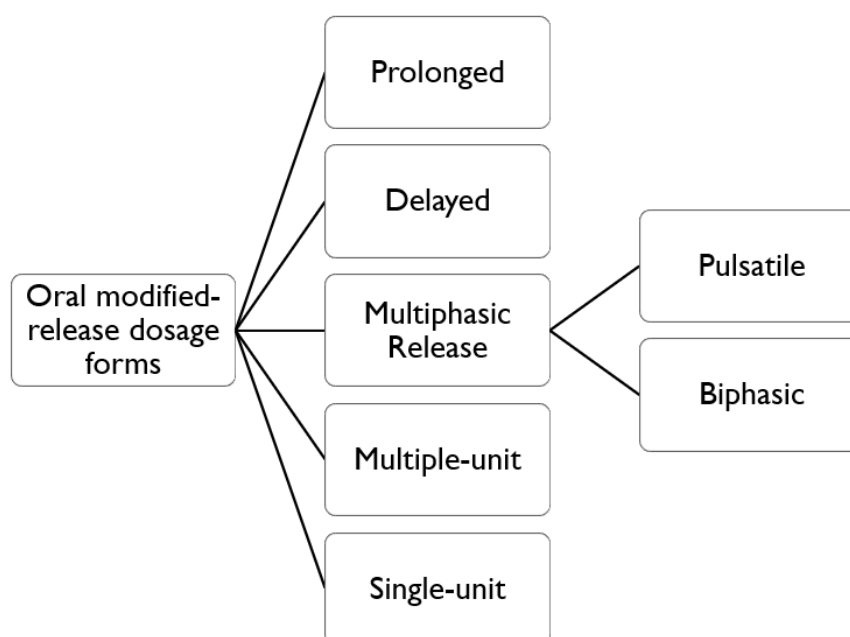 Oral modified-
release dosage
forms
Prolonged
Delayed
Multiphasic
Release
Multiple-unit
Single-unit
Pulsatile
Biphasic